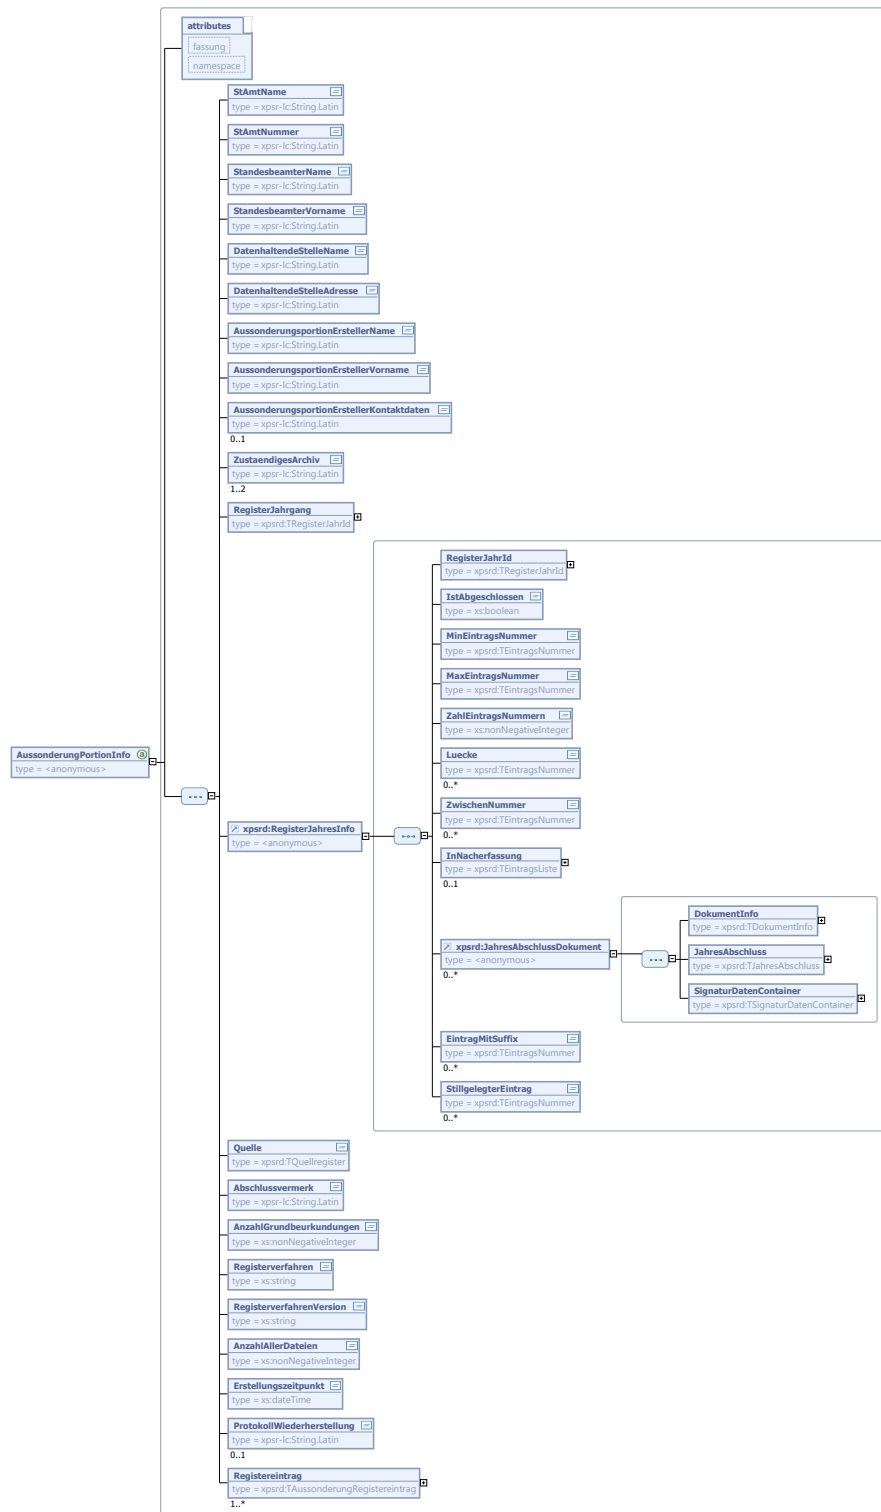 attributes
fassung
namespace
StAmtName
type = xpsr-lc:String.Latin
StAmtNummer
type = xpsr-lc:String.Latin
StandesbeamterName
type = xpsr-lc:String.Latin
StandesbeamterVorname
type = xpsr-lc:String.Latin
DatenhaltendeStelleName
type = xpsr-lc:String.Latin
DatenhaltendeStelleAdresse
type = xpsr-lc:String.Latin
AussonderungsportionErstellerName
type = xpsr-lc:String.Latin
AussonderungsportionErstellerVorname
type = xpsr-lc:String.Latin
AussonderungsportionErstellerKontaktdaten
type = xpsr-lc:String.Latin
0..1
ZustaendigesArchiv
type = xpsr-lc:String.Latin
1..2
RegisterJahrgang
type = xpsrd:TRegisterJahrId
AussonderungPortionInfo
type = <anonymous>
xpsrd:RegisterJahresInfo
type = <anonymous>
RegisterJahrId
type = xpsrd:TRegisterJahrId
IstAbgeschlossen
type = xs:boolean
MinEintragsNummer
type = xpsrd:TEintragsNummer
MaxEintragsNummer
type = xpsrd:TEintragsNummer
ZahlEintragsNummern
type = xs:nonNegativeInteger
Luecke
type = xpsrd:TEintragsNummer
0..*
ZwischenNummer
type = xpsrd:TEintragsNummer
0..*
InNacherfassung
type = xpsrd:TEintragsListe
0..1
xpsrd:JahresAbschlussDokument
type = <anonymous>
0..*
DokumentInfo
type = xpsrd:TDokumentInfo
JahresAbschluss
type = xpsrd:TJahresAbschluss
SignaturDatenContainer
type = xpsrd:TSignaturDatenContainer
EintragMitSuffix
type = xpsrd:TEintragsNummer
0..*
StillgelegterEintrag
type = xpsrd:TEintragsNummer
0..*
Quelle
type = xpsrd:TQuellregister
Abschlussvermerk
type = xpsr-lc:String.Latin
AnzahlGrundbeurkundungen
type = xs:nonNegativeInteger
Registerverfahren
type = xs:string
RegisterverfahrenVersion
type = xs:string
AnzahlAllerDateien
type = xs:nonNegativeInteger
Erstellungszeitpunkt
type = xs:dateTime
ProtokollWiederherstellung
type = xpsr-lc:String.Latin
0..1
Registereintrag
type = xpsrd:TAussonderungRegistereintrag
1..*